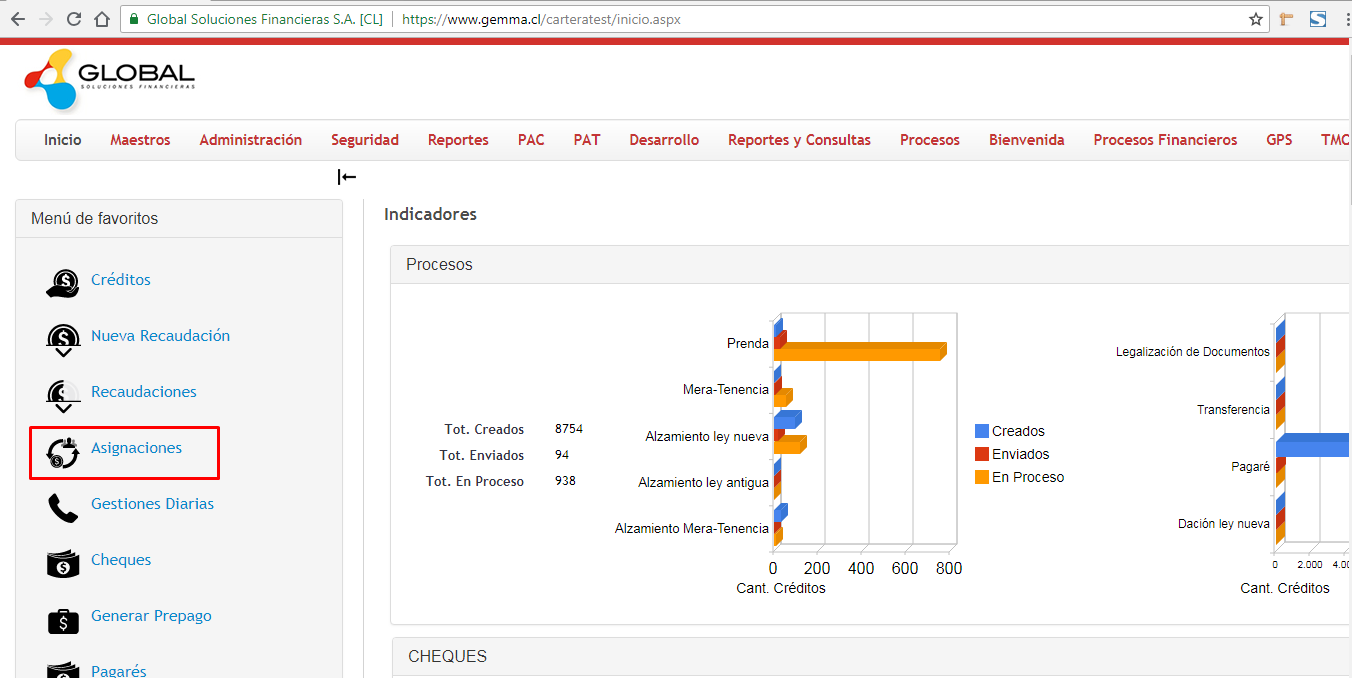 Global Soluciones Financieras S.A. [CL] https://www.gemma.cl/carteratest/inicio.aspx
GLOBAL
SOLUCIONES FINANCIERAS
Inicio Maestros Administración Seguridad Reportes PAC PAT Desarrollo Reportes y Consultas Procesos Bienvenida Procesos Financieros GPS TMC
Menú de favoritos
Créditos
Nueva Recaudación
Recaudaciones
Asignaciones
Gestiones Diarias
Cheques
Generar Prepago
Pagarés
Indicadores
Procesos
Tot. Creados 8754
Tot. Enviados 94
Tot. En Proceso 938
Prenda
Mera-Tenencia
Alzamiento ley nueva
Alzamiento ley antigua
Alzamiento Mera-Tenencia
0 200 400 600 800
Cant. Créditos
Creados
Enviados
En Proceso
Legalización de Documentos
Transferencia
Pagaré
Dación ley nueva
0 2.000 4.00
Cant. Créditos
CHEQUES